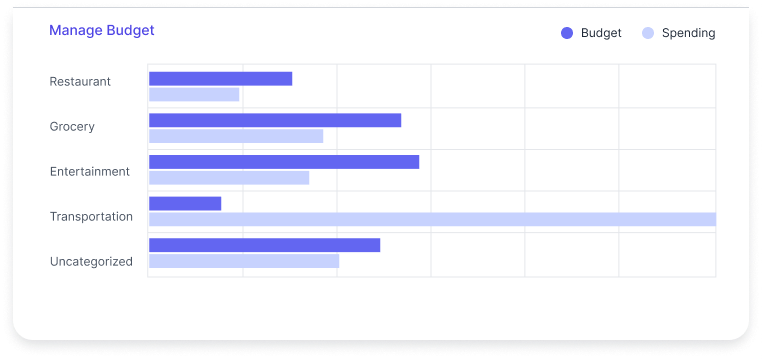 Manage Budget
Budget
Spending
Restaurant
Grocery
Entertainment
Transportation
Uncategorized